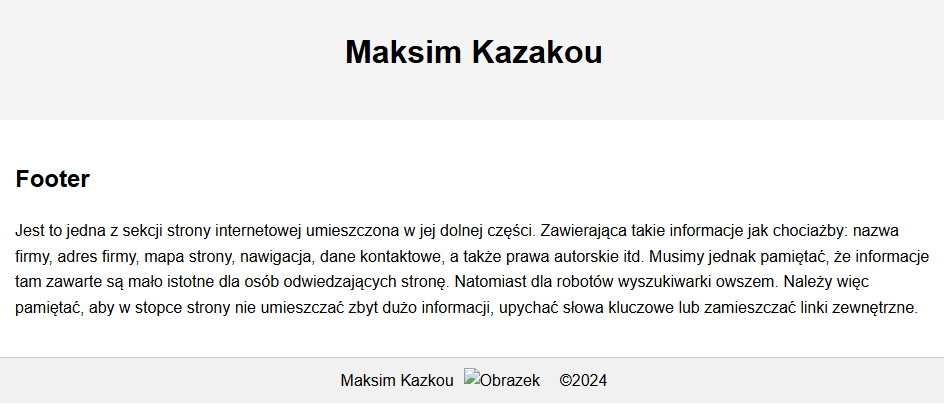 Maksim Kazakou
Footer
Jest to jedna z sekcji strony internetowej umieszczona w jej dolnej części. Zawierająca takie informacje jak chociażby: nazwa
firmy, adres firmy, mapa strony, nawigacja, dane kontaktowe, a także prawa autorskie itd. Musimy jednak pamiętać, że informacje
tam zawarte są mało istotne dla osób odwiedzających stronę. Natomiast dla robotów wyszukiwarki owszem. Należy więc
pamiętać, aby w stopce strony nie umieszczać zbyt dużo informacji, upychać słowa kluczowe lub zamieszczać linki zewnętrzne.
Maksim Kazkou Obrazek ©2024